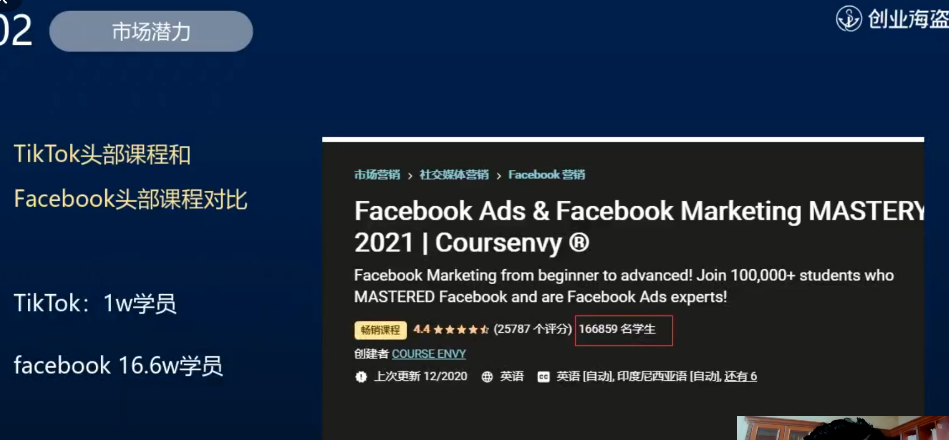 02
市场潜力
创业海盗
TikTok头部课程和
Facebook头部课程对比
TikTok：1w学员
facebook 16.6w学员
市场营销 › 社交媒体营销 › Facebook 营销
Facebook Ads & Facebook Marketing MASTERY
2021 | Coursenvy ®
Facebook Marketing from beginner to advanced! Join 100,000+ students who
MASTERED Facebook and are Facebook Ads experts!
畅销课程 4.4 (25787 个评分) 166859 名学生
创建者 COURSE ENVY
上次更新 12/2020 英语 英语 [自动], 印度尼西亚语 [自动], 还有 6